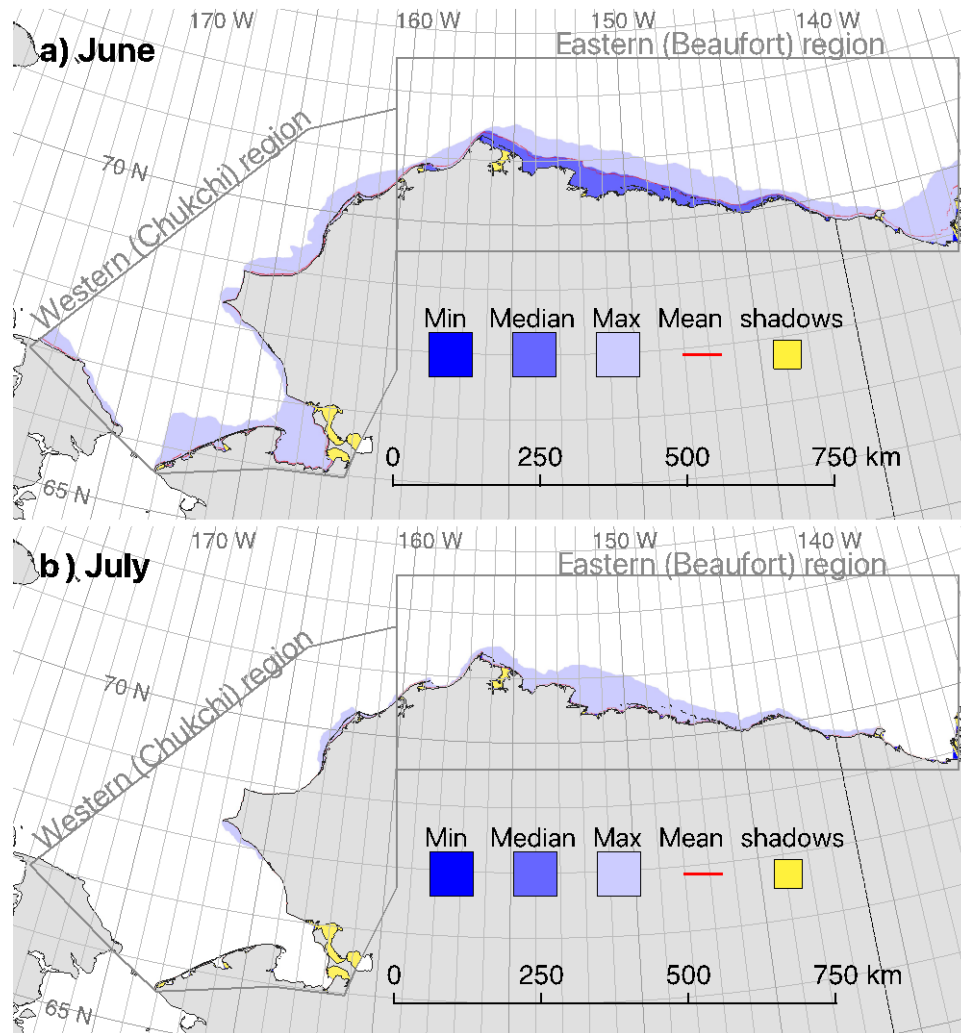 170 W 160 W 150 W 140 W
a) June
Eastern (Beaufort) region
Western (Chukchi) region
70 N
Min Median Max Mean shadows
65 N
0 250 500 750 km
170 W 160 W 150 W 140 W
b) July
Eastern (Beaufort) region
Western (Chukchi) region
70 N
Min Median Max Mean shadows
65 N
0 250 500 750 km